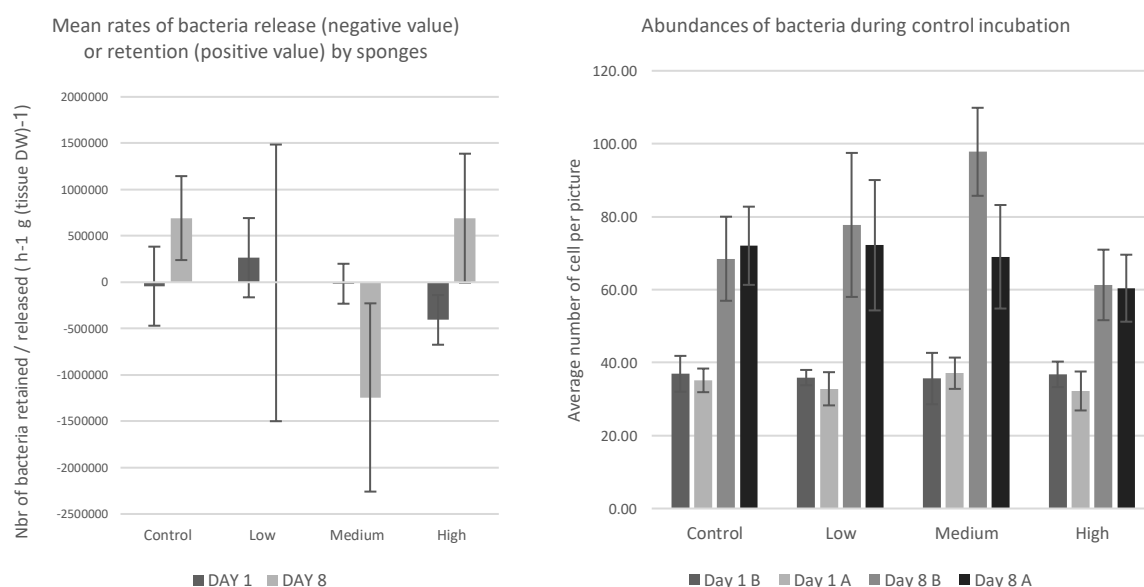 Mean rates of bacteria release (negative value)
or retention (positive value) by sponges
Nbr of bacteria retained / released ( h-1 g (tissue DW)-1)
2000000
1500000
1000000
500000
0
-500000
-1000000
-1500000
-2000000
-2500000
Control Low Medium High
DAY 1 DAY 8
Abundances of bacteria during control incubation
Average number of cell per picture
120.00
100.00
80.00
60.00
40.00
20.00
0.00
Control Low Medium High
Day 1 B Day 1 A Day 8 B Day 8 A